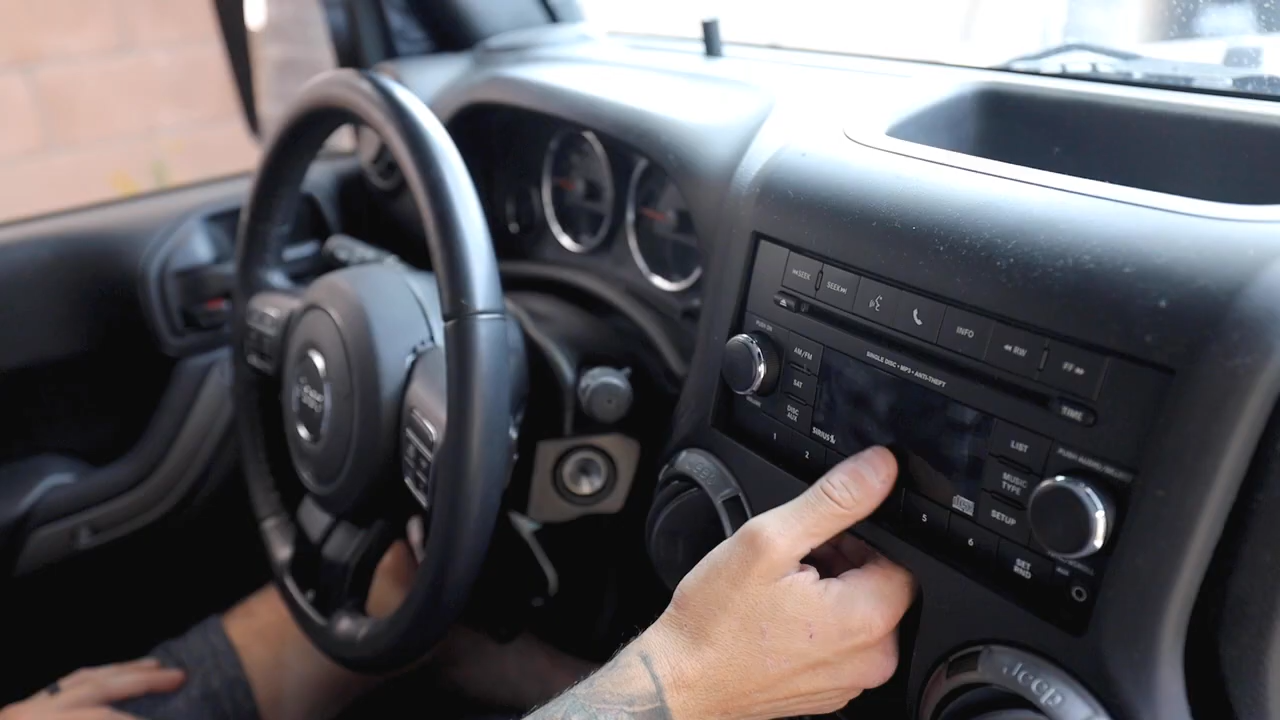 ◂◂SEEK
SEEK▸▸
INFO
◂◂ RW
FF ▸▸
SINGLE DISC • MP3 • ANTI-THEFT
TIME
PUSH ON
AM/FM
SAT
DISC
AUX
SIRIUS
1
2
5
6
LIST
MUSIC
TYPE
SETUP
SET
RND
Jeep
Jeep